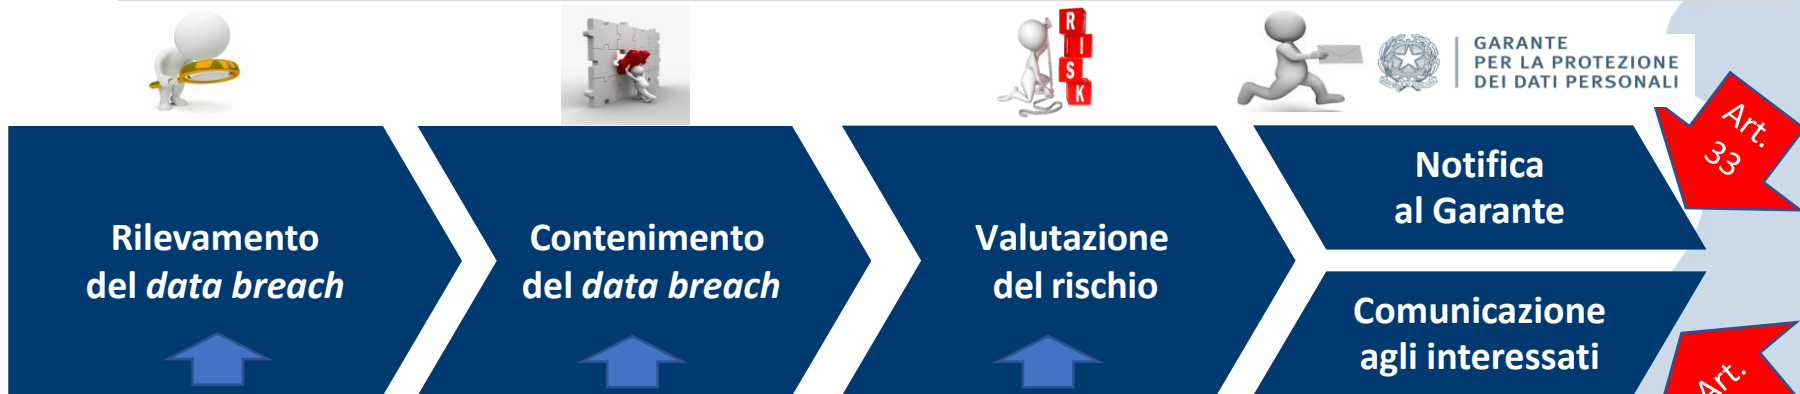 R
I
S
K
GARANTE
PER LA PROTEZIONE
DEI DATI PERSONALI
Art.
33
Rilevamento
del data breach
Contenimento
del data breach
Valutazione
del rischio
Notifica
al Garante
Comunicazione
agli interessati
Art.